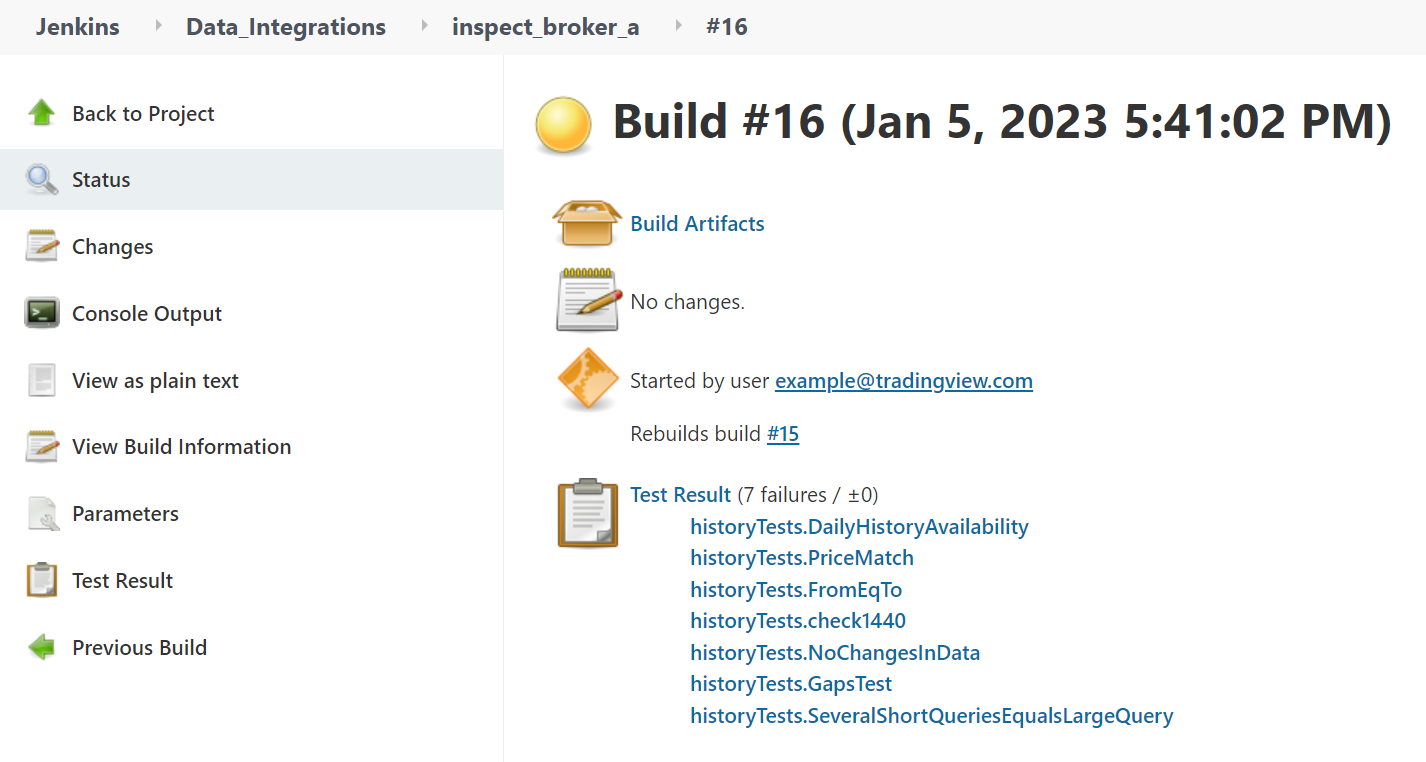 Jenkins Data_Integrations inspect_broker_a #16
Back to Project
Status
Changes
Console Output
View as plain text
View Build Information
Parameters
Test Result
Previous Build
Build #16 (Jan 5, 2023 5:41:02 PM)
Build Artifacts
No changes.
Started by user example@tradingview.com
Rebuilds build #15
Test Result (7 failures / ±0)
historyTests.DailyHistoryAvailability
historyTests.PriceMatch
historyTests.FromEqTo
historyTests.check1440
historyTests.NoChangesInData
historyTests.GapsTest
historyTests.SeveralShortQueriesEqualsLargeQuery